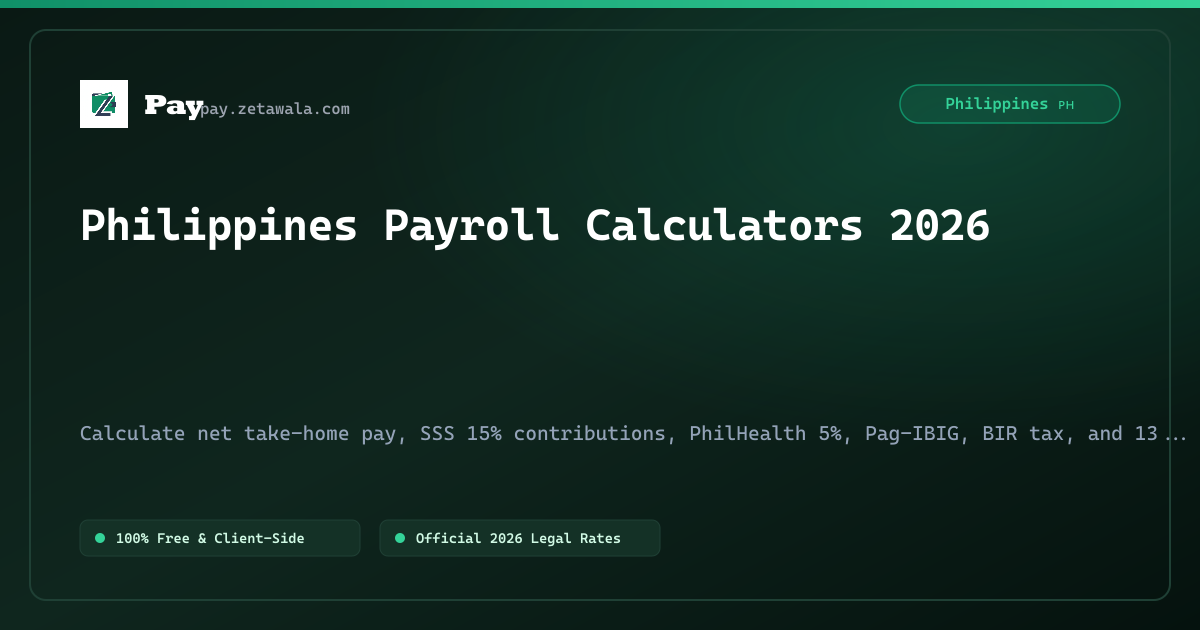 Pay
pay.zetawala.com
Philippines PH
Philippines Payroll Calculators 2026
Calculate net take-home pay, SSS 15% contributions, PhilHealth 5%, Pag-IBIG, BIR tax, and 13...
100% Free & Client-Side
Official 2026 Legal Rates